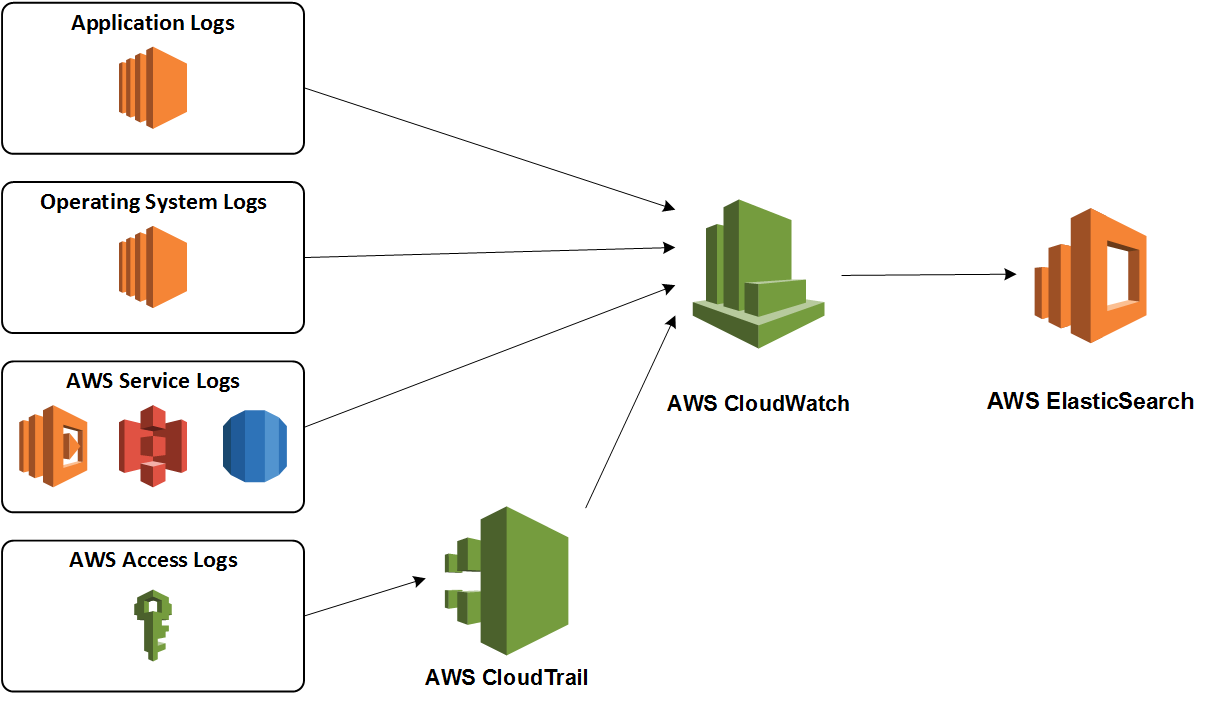 Application Logs
Operating System Logs
AWS Service Logs
AWS Access Logs
AWS CloudTrail
AWS CloudWatch
AWS ElasticSearch